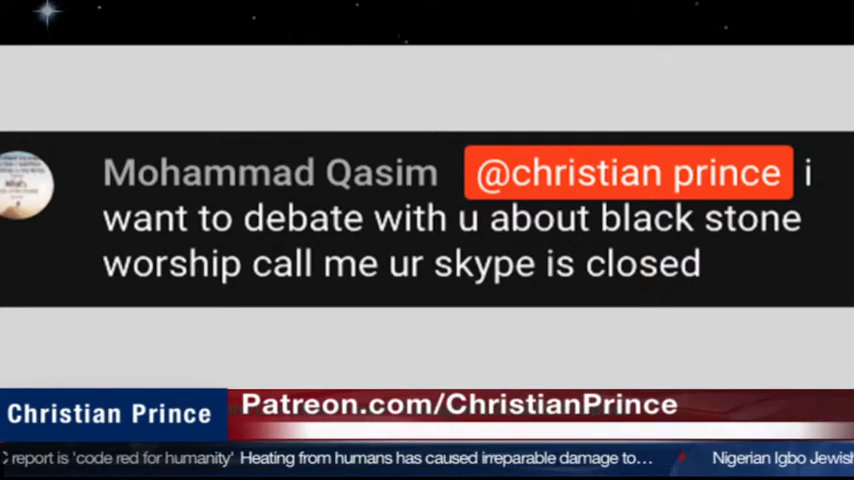 Mohammad Qasim @christian prince i
want to debate with u about black stone
worship call me ur skype is closed
Christian Prince
Patreon.com/ChristianPrince
report is 'code red for humanity' Heating from humans has caused irreparable damage to... Nigerian Igbo Jewish